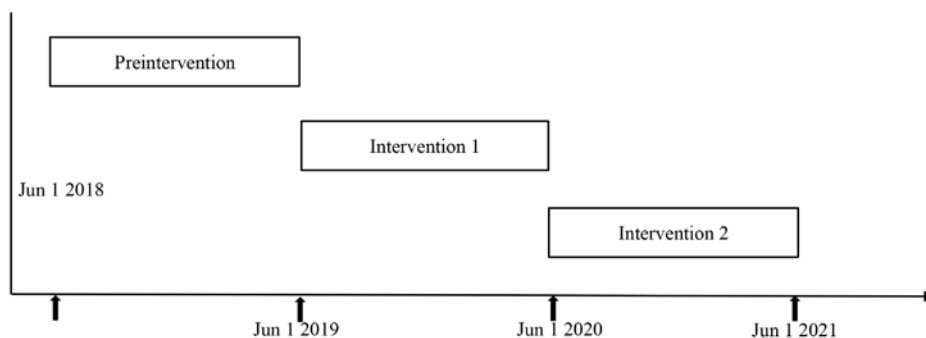 Preintervention
Intervention 1
Jun 1 2018
Intervention 2
Jun 1 2019
Jun 1 2020
Jun 1 2021